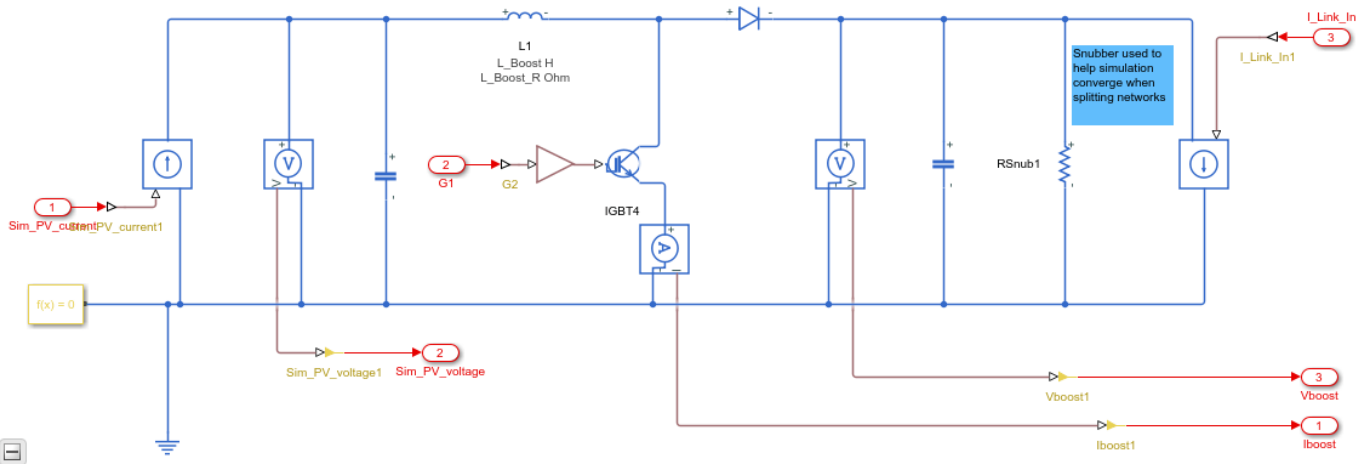 I_Link_In
3
I_Link_In1
L1
L_Boost H
L_Boost_R Ohm
Snubber used to
help simulation
converge when
splitting networks
+
-
+
-
+
V
V
+
-
2
G1
G2
IGBT4
+
A
I
+
V
V
+
-
RSnub1
+
-
1
Sim_PV_current
Sim_PV_current1
f(x) = 0
Sim_PV_voltage1
2
Sim_PV_voltage
Vboost1
3
Vboost
Iboost1
1
Iboost